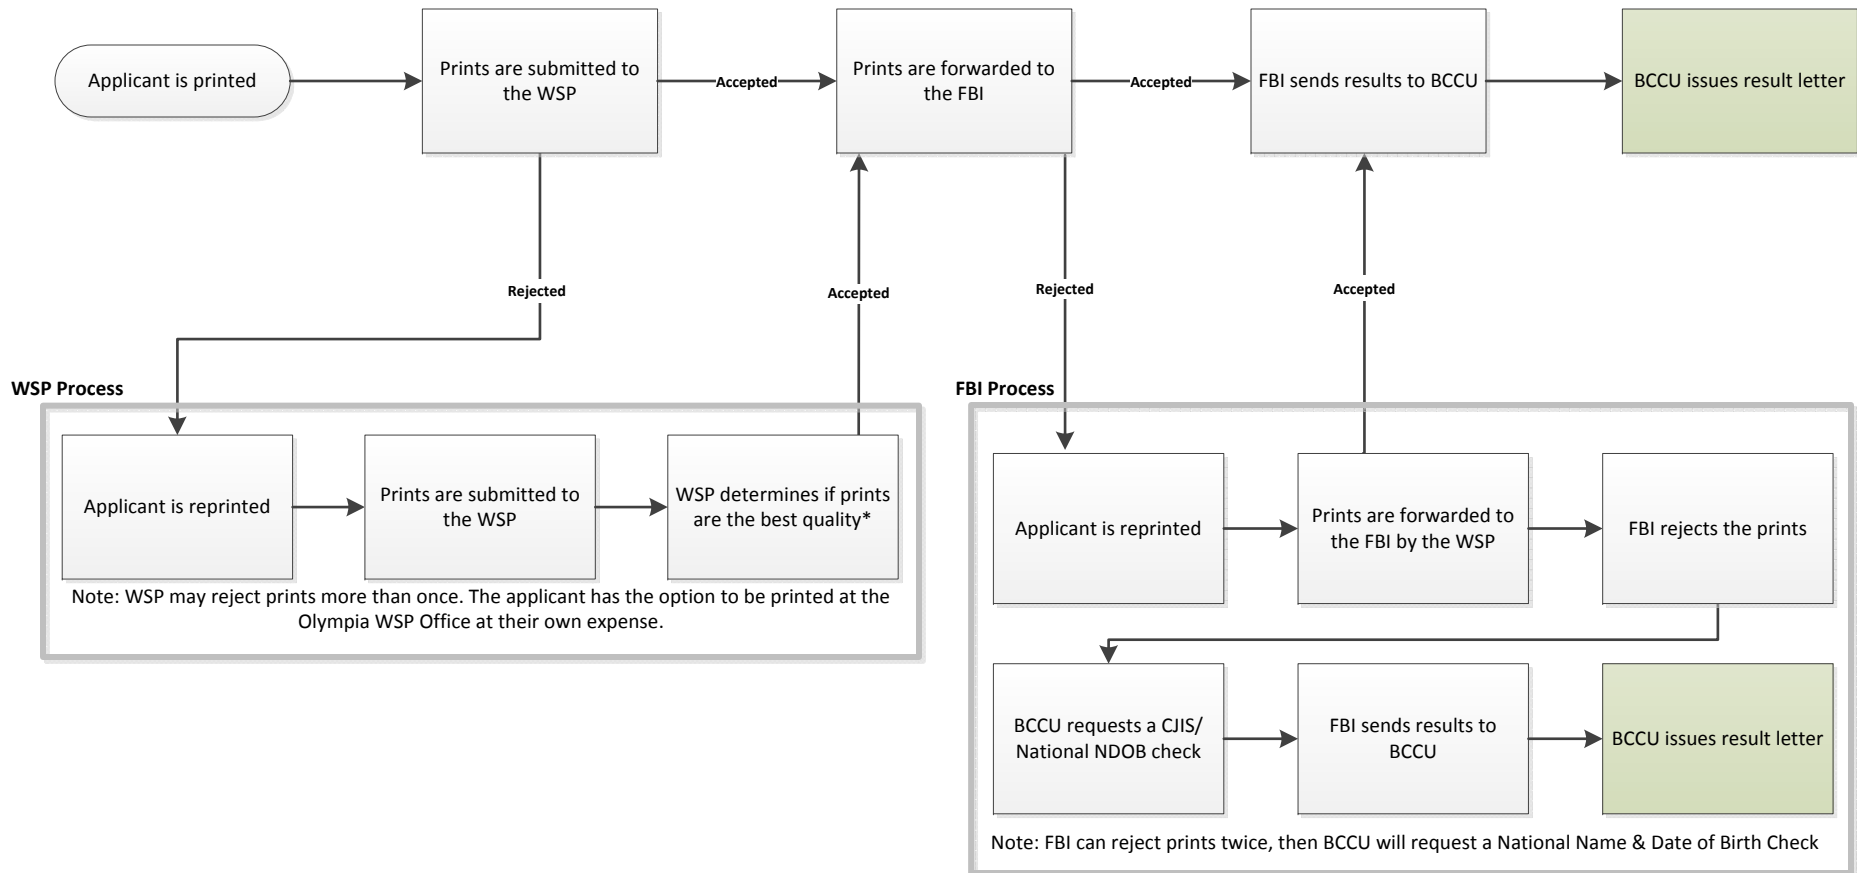 Applicant is printed
Prints are submitted to
the WSP
Accepted
Prints are forwarded to
the FBI
Accepted
FBI sends results to BCCU
BCCU issues result letter
Rejected
Accepted
Rejected
Accepted
WSP Process
Applicant is reprinted
Prints are submitted to
the WSP
WSP determines if prints
are the best quality*
Note: WSP may reject prints more than once. The applicant has the option to be printed at the
Olympia WSP Office at their own expense.
FBI Process
Applicant is reprinted
Prints are forwarded to
the FBI by the WSP
FBI rejects the prints
BCCU requests a CJIS/
National NDOB check
FBI sends results to
BCCU
BCCU issues result letter
Note: FBI can reject prints twice, then BCCU will request a National Name & Date of Birth Check